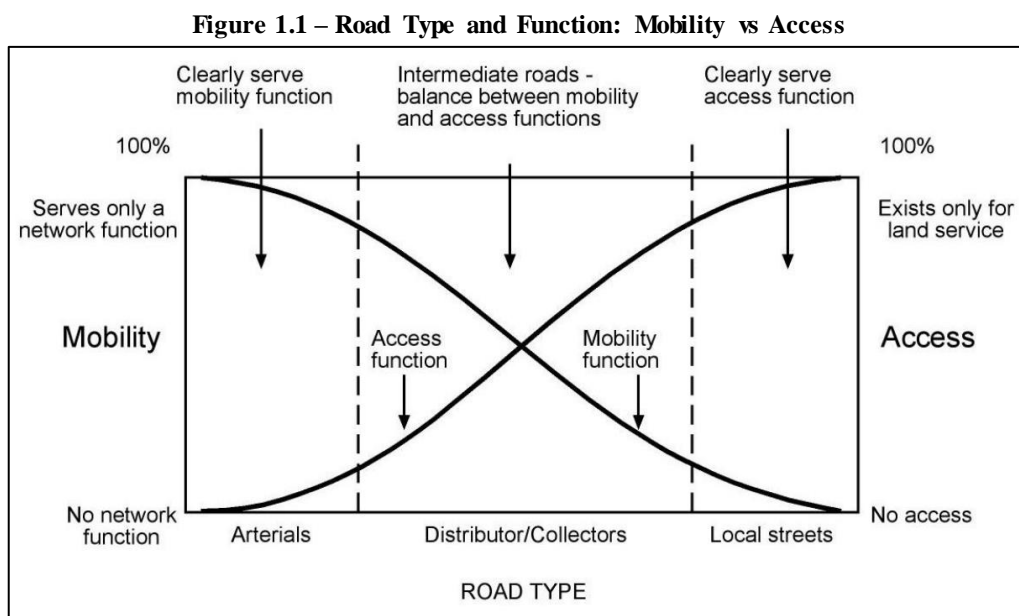 Figure 1.1 – Road Type and Function: Mobility vs Access
Clearly serve
mobility function
Intermediate roads -
balance between mobility
and access functions
Clearly serve
access function
100%
100%
Serves only a
network function
Exists only for
land service
Mobility
Access
function
Mobility
function
Access
No network
function
No access
Arterials
Distributor/Collectors
Local streets
ROAD TYPE